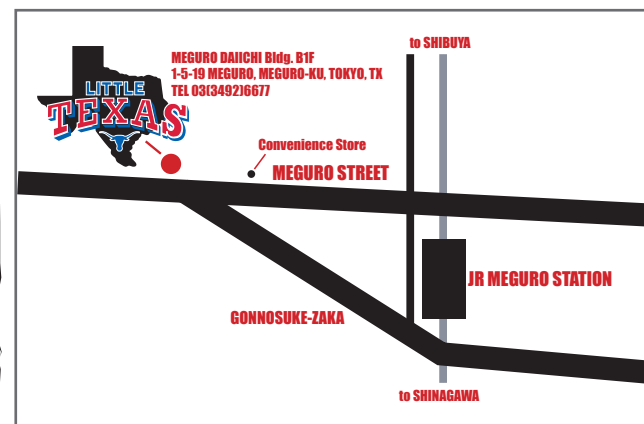 LITTLE
TEXAS
MEGURO DAIICHI Bldg. B1F
1-5-19 MEGURO, MEGURO-KU, TOKYO, TX
TEL 03(3492)6677
to SHIBUYA
Convenience Store
MEGURO STREET
JR MEGURO STATION
GONNOSUKE-ZAKA
to SHINAGAWA